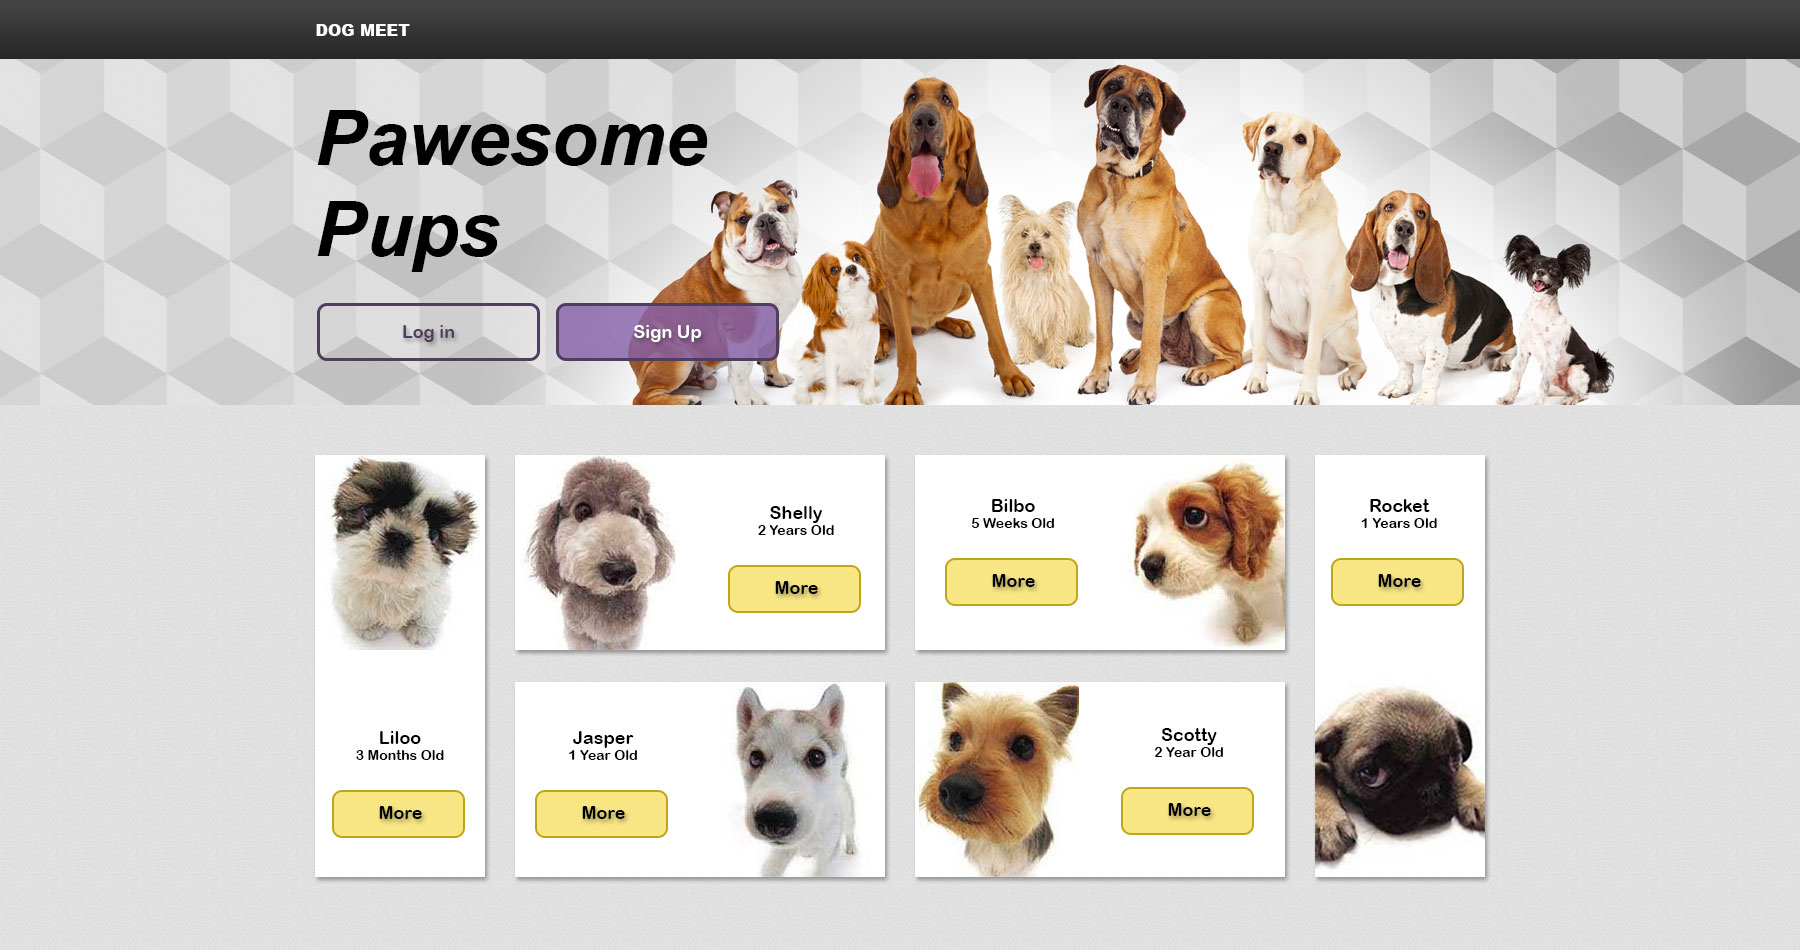 DOG MEET
Pawesome
Pups
Log in
Sign Up
Shelly
2 Years Old
More
Bilbo
5 Weeks Old
More
Rocket
1 Years Old
More
Liloo
3 Months Old
More
Jasper
1 Year Old
More
Scotty
2 Year Old
More